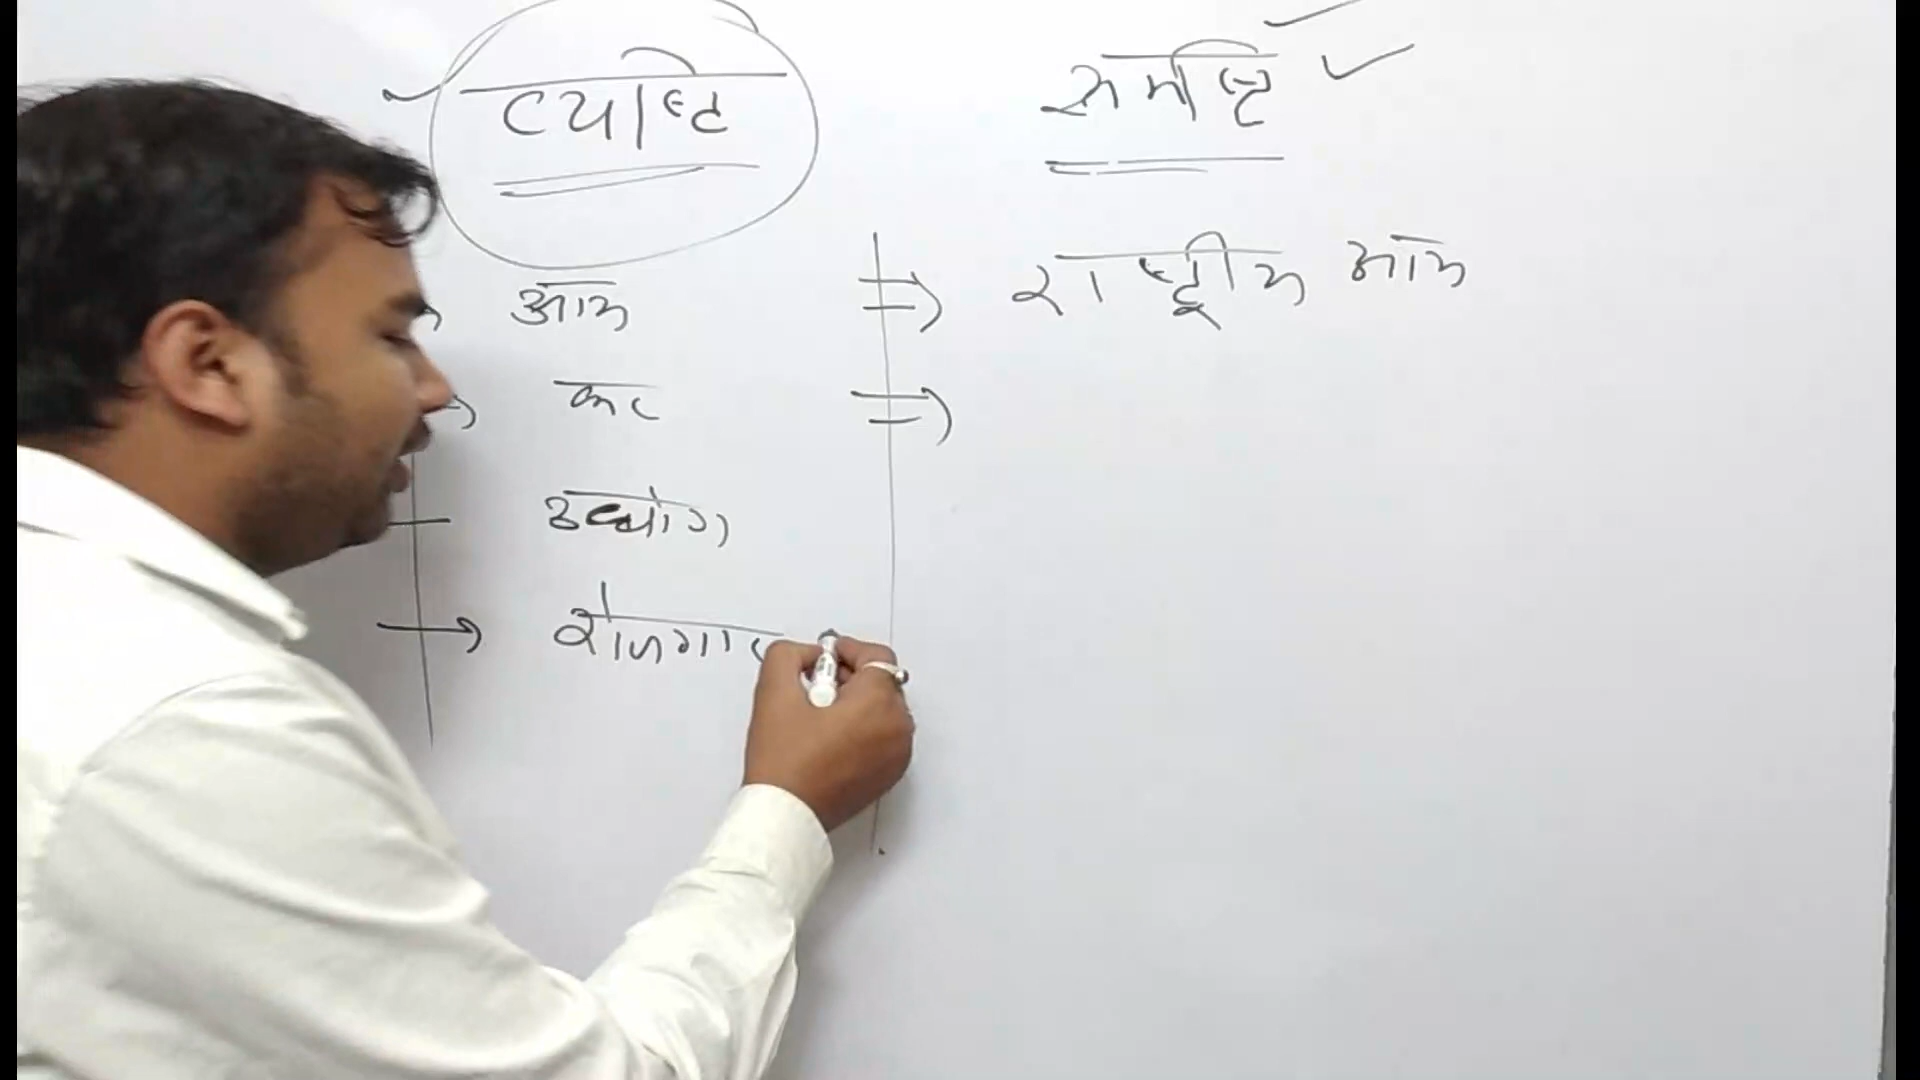 व्यष्टि समष्टि
आय राष्ट्रीय आय
कर
उद्योग
रोजगार